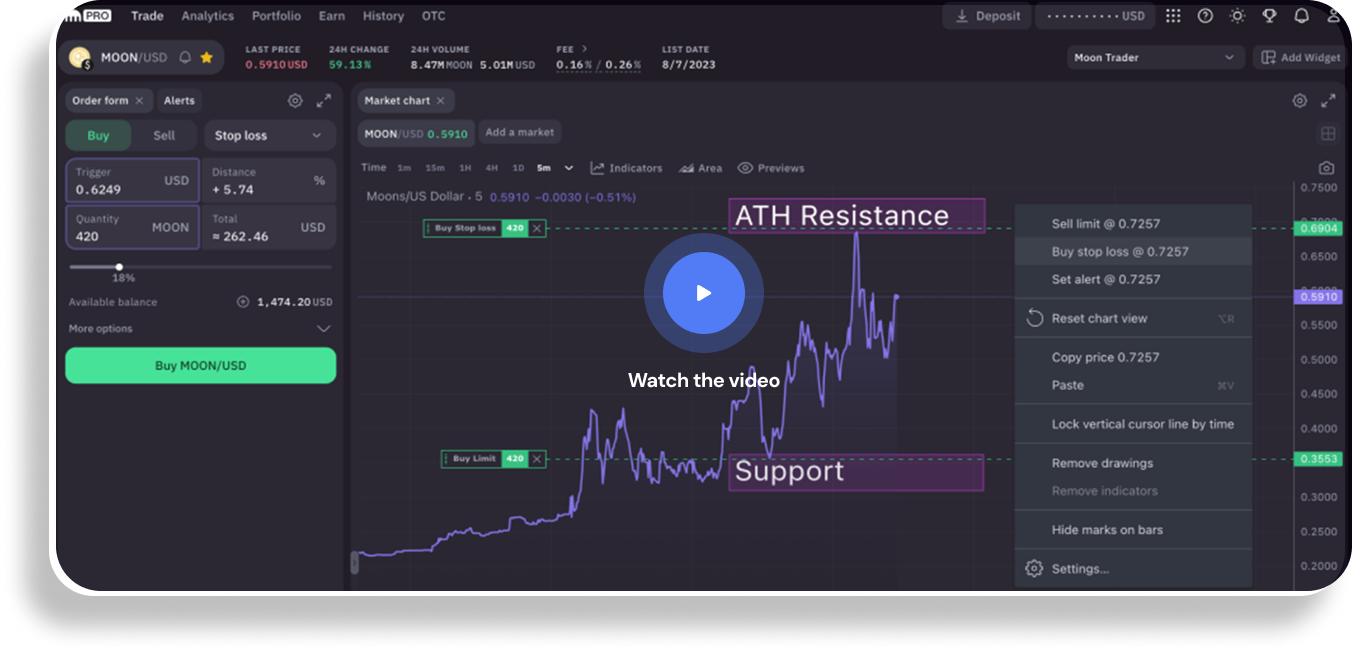 PRO Trade Analytics Portfolio Earn History OTC Deposit ·········· USD
MOON/USD
LAST PRICE 24H CHANGE 24H VOLUME FEE > LIST DATE
0.5910 USD 59.13% 8.47M MOON 5.01M USD 0.16% / 0.26% 8/7/2023
Moon Trader Add Widget
Order form × Alerts
Buy Sell Stop loss
Trigger USD
0.6249
Distance %
+ 5.74
Quantity MOON
420
Total USD
≈ 262.46
18%
Available balance 1,474.20 USD
More options
Buy MOON/USD
Market chart ×
MOON/USD 0.5910 Add a market
Time 1m 15m 1H 4H 1D 5m Indicators Area Previews
Moons/US Dollar · 5 0.5910 −0.0030 (−0.51%)
Buy Stop loss 420 ×
ATH Resistance
Watch the video
Buy Limit 420 ×
Support
Sell limit @ 0.7257
Buy stop loss @ 0.7257
Set alert @ 0.7257
Reset chart view ⌥R
Copy price 0.7257
Paste ⌘V
Lock vertical cursor line by time
Remove drawings
Remove indicators
Hide marks on bars
Settings...
0.7500
0.6904
0.6500
0.5910
0.5500
0.5000
0.4500
0.4000
0.3553
0.3000
0.2500
0.2000